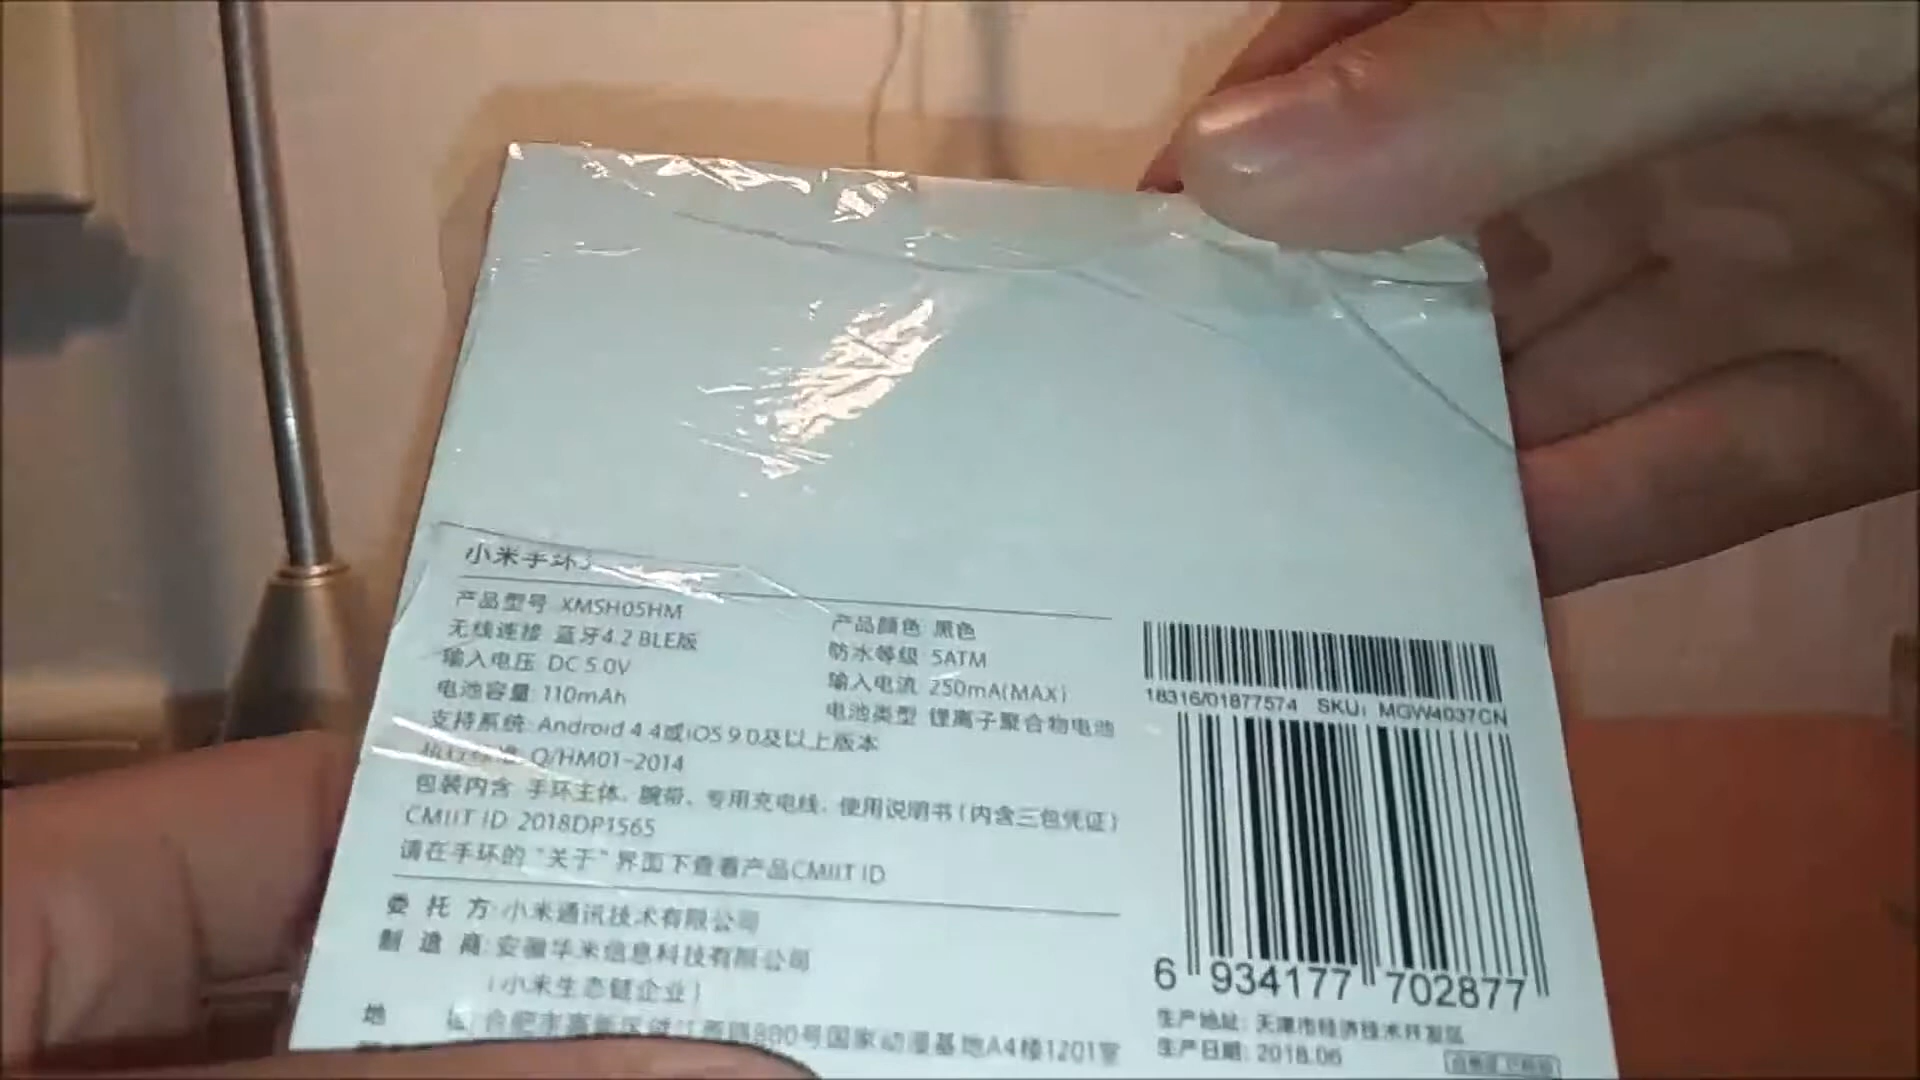 小米手环
产品型号 XMSH05HM
产品颜色 黑色
无线连接 蓝牙4.2 BLE版
防水等级 5ATM
输入电压 DC 5.0V
输入电流 250mA(MAX)
电池容量 110mAh
电池类型 锂离子聚合物电池
支持系统 Android 4.4或iOS 9.0及以上版本
执行标准 Q/HM01-2014
包装内含 手环主体、腕带、专用充电线、使用说明书(内含三包凭证)
CMIIT ID 2018DP1565
请在手环的“关于”界面下查看产品CMIIT ID
委托方:小米通讯技术有限公司
制造商:安徽华米信息科技有限公司
(小米生态链企业)
地址:合肥市高新区 800号国家动漫基地A4楼1201室
18316/01877574 SKU: MGW4037CN
6 934177 702877
生产地址: 天津市经济技术开发区
生产日期: 2018.06